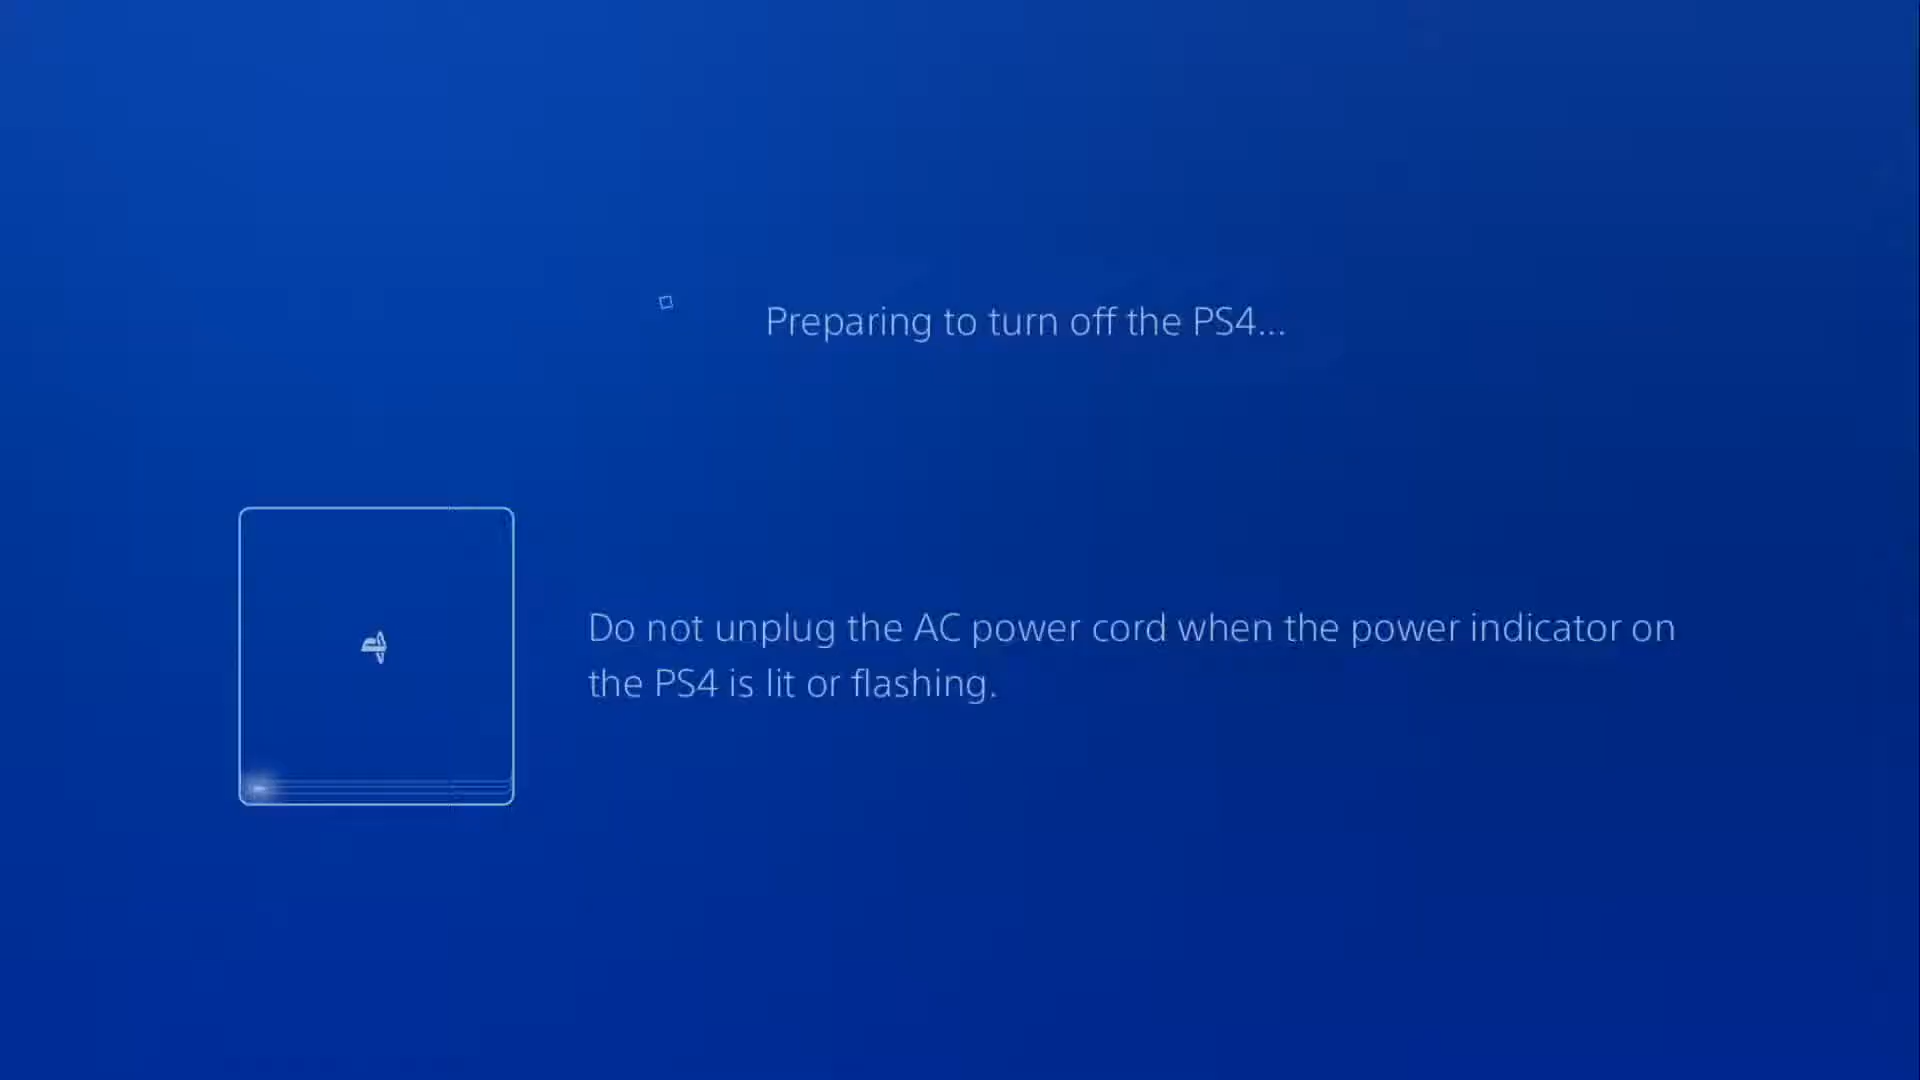 Preparing to turn off the PS4...
Do not unplug the AC power cord when the power indicator on
the PS4 is lit or flashing.